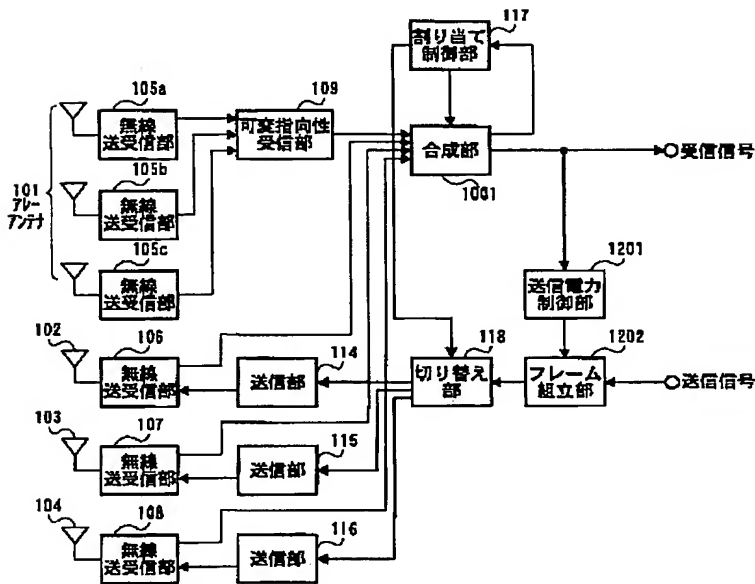 117
割り当て
制御部
105a
無線
送受信部
109
可変指向性
受信部
合成部
1001
受信信号
101
アレー
アンテナ
105b
無線
送受信部
105c
無線
送受信部
1201
送信電力
制御部
102
106
無線
送受信部
114
送信部
118
切り替え
部
1202
フレーム
組立部
送信信号
103
107
無線
送受信部
115
送信部
104
108
無線
送受信部
116
送信部